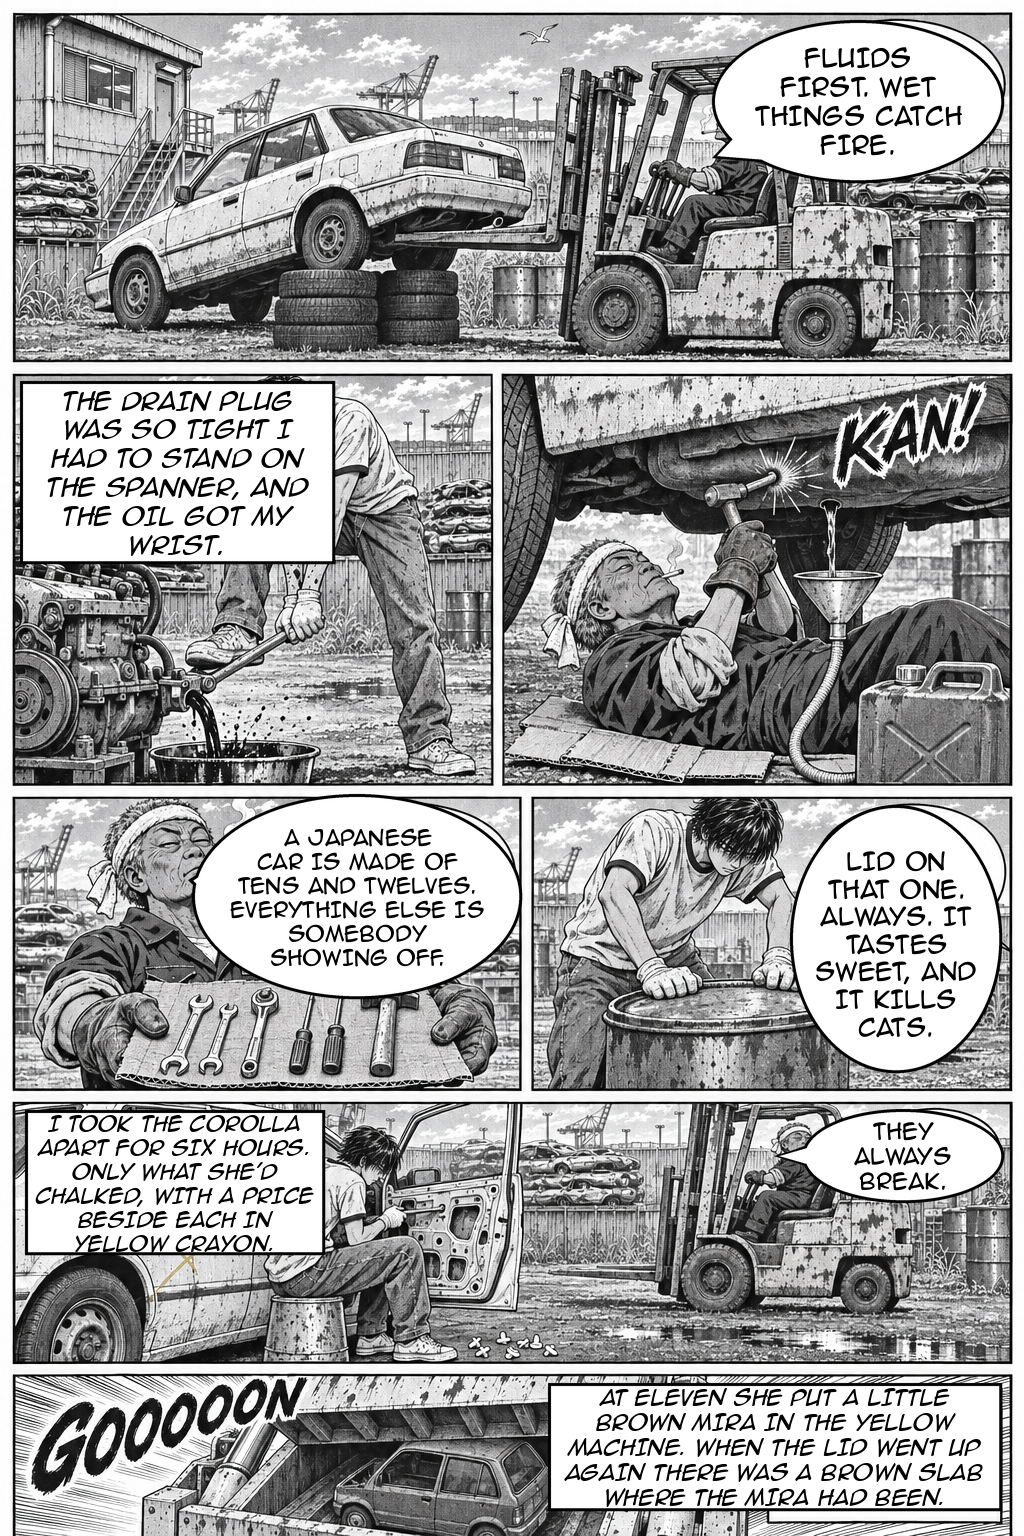 FLUIDS
FIRST. WET
THINGS CATCH
FIRE.
THE DRAIN PLUG
WAS SO TIGHT I
HAD TO STAND ON
THE SPANNER, AND
THE OIL GOT MY
WRIST.
KAN!
A JAPANESE
CAR IS MADE OF
TENS AND TWELVES.
EVERYTHING ELSE IS
SOMEBODY
SHOWING OFF.
LID ON
THAT ONE.
ALWAYS. IT
TASTES
SWEET, AND
IT KILLS
CATS.
I TOOK THE COROLLA
APART FOR SIX HOURS.
ONLY WHAT SHE'D
CHALKED, WITH A PRICE
BESIDE EACH IN
YELLOW CRAYON.
THEY
ALWAYS
BREAK.
GOOOOON
AT ELEVEN SHE PUT A LITTLE
BROWN MIRA IN THE YELLOW
MACHINE. WHEN THE LID WENT UP
AGAIN THERE WAS A BROWN SLAB
WHERE THE MIRA HAD BEEN.